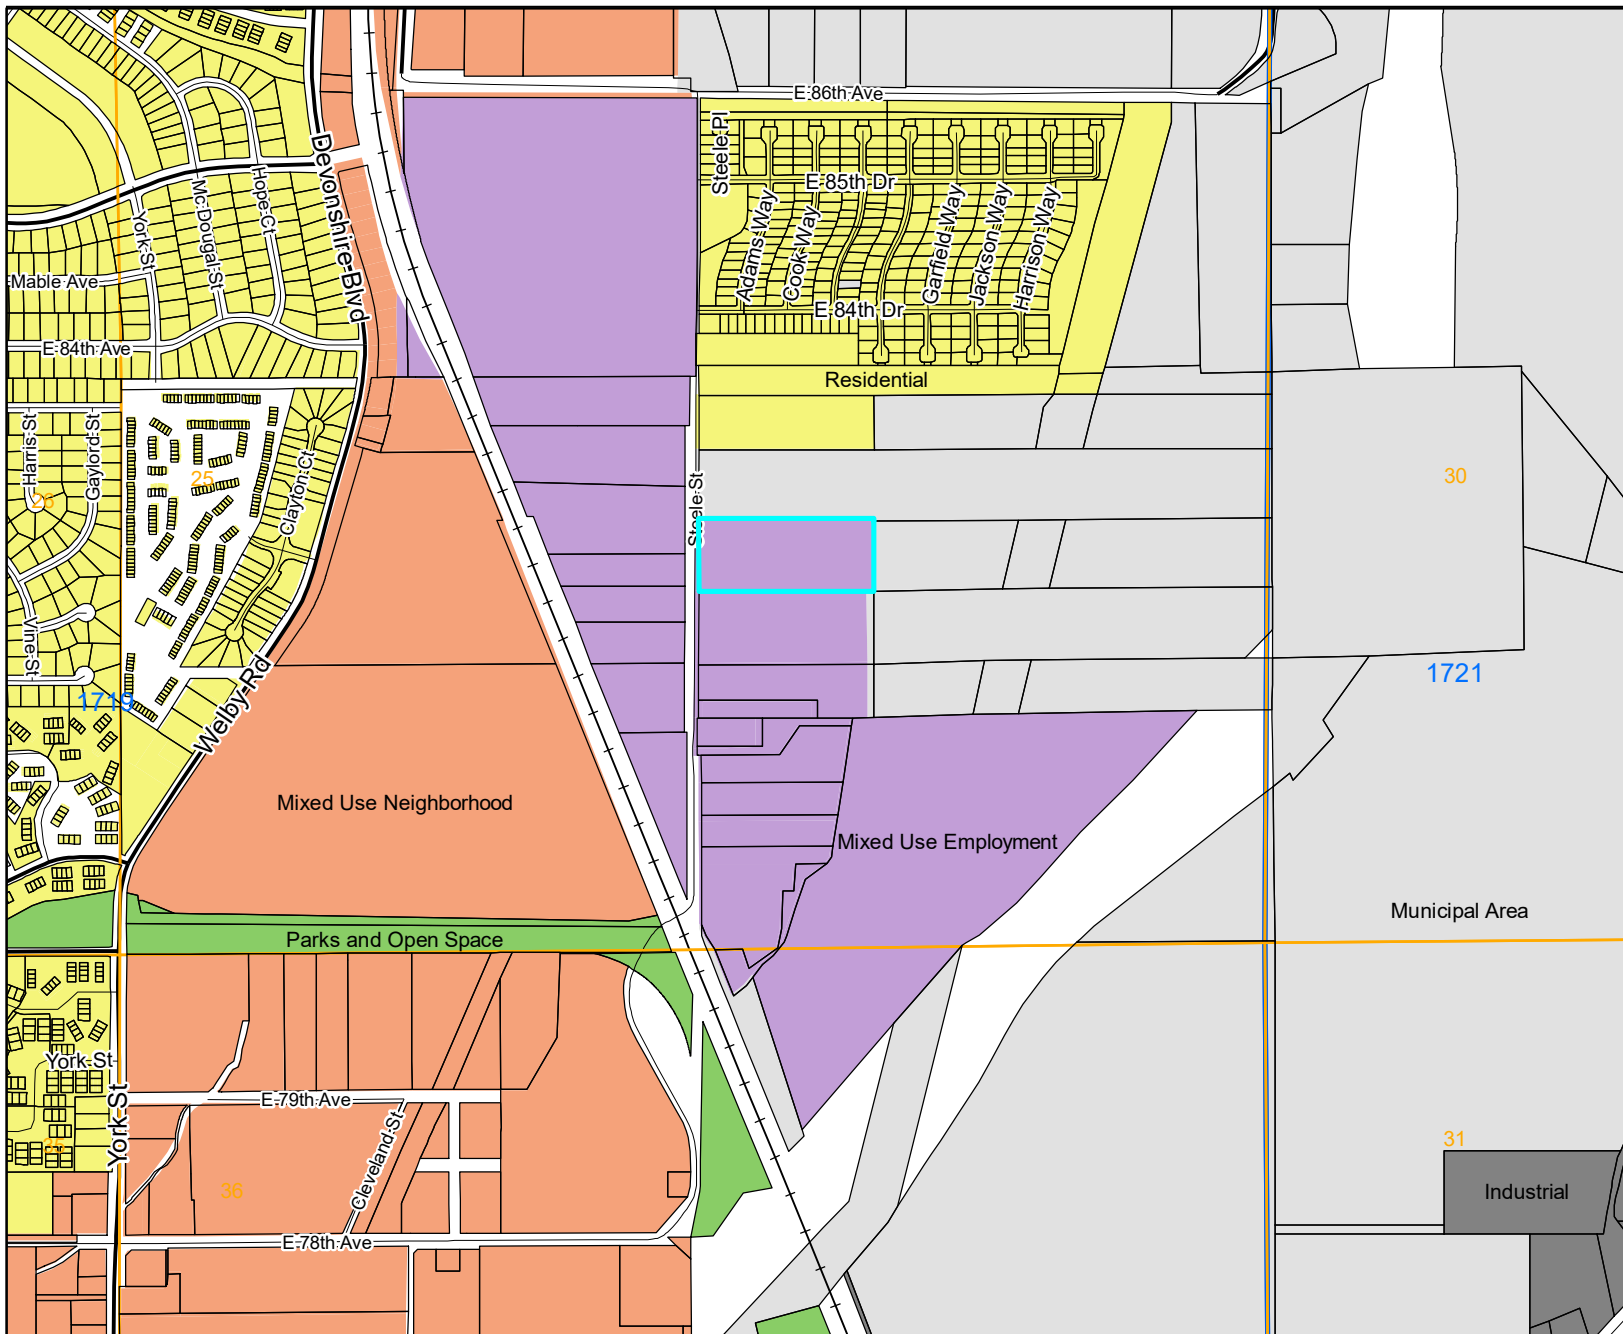 E 86th Ave
Steele Pl
Devonshire Blvd
Hope Ct
Mc Dougal St
York St
E 85th Dr
Adams Way
Cook Way
Garfield Way
Jackson Way
Harrison Way
Mable Ave
E 84th Dr
E 84th Ave
Residential
Harris St
Gaylord St
Clayton Ct
25
26
30
Steele St
Vine St
Welby Rd
1719
1721
Mixed Use Neighborhood
Mixed Use Employment
Municipal Area
Parks and Open Space
York St
York St
E 79th Ave
Cleveland St
35
36
31
Industrial
E 78th Ave